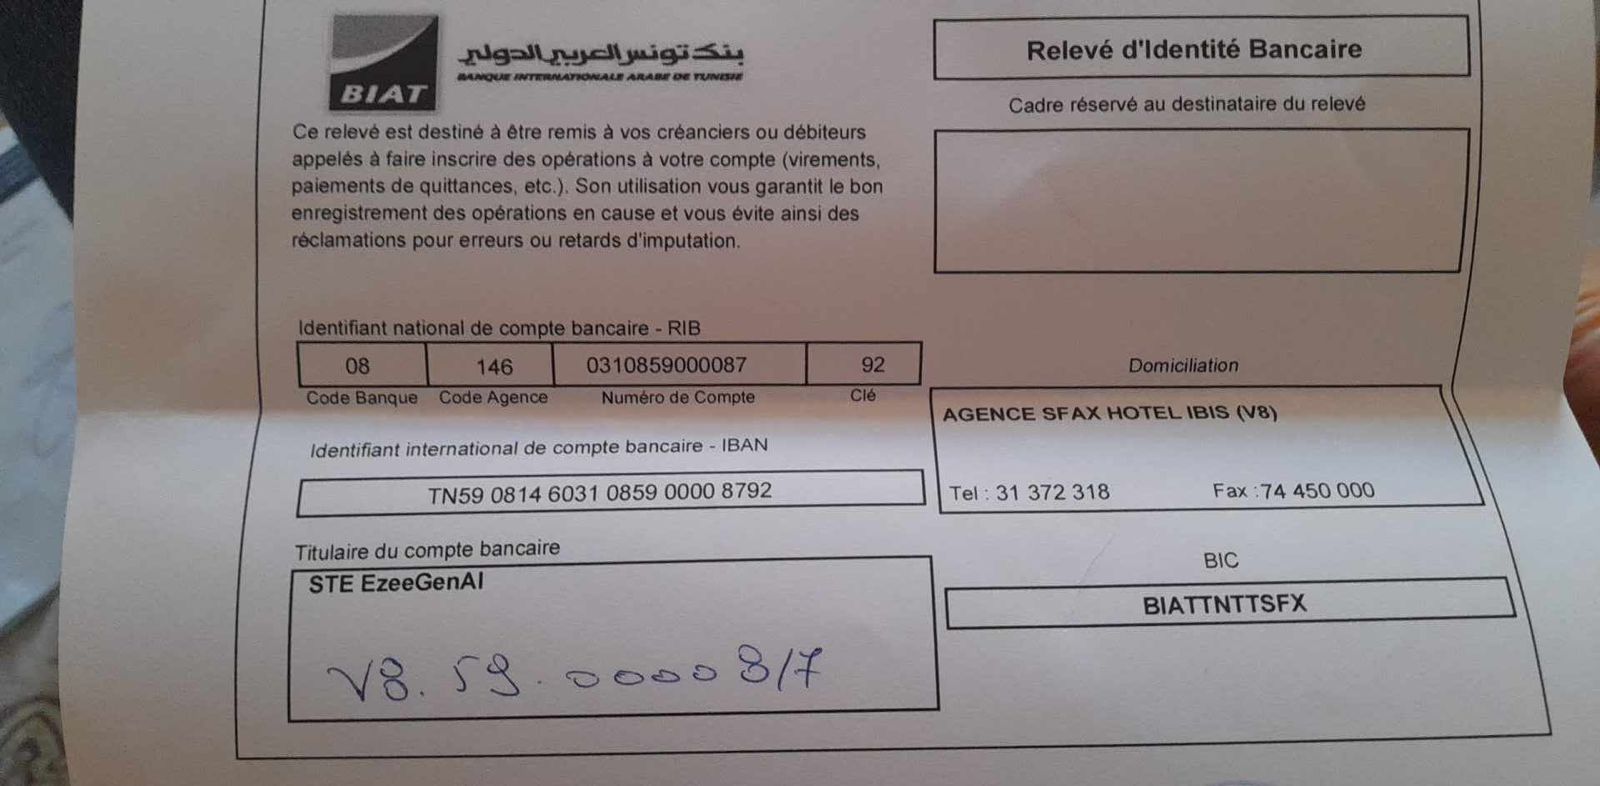 بنك تونس العربي الدولي
BANQUE INTERNATIONALE ARABE DE TUNISIE
BIAT
Relevé d'Identité Bancaire
Cadre réservé au destinataire du relevé
Ce relevé est destiné à être remis à vos créanciers ou débiteurs
appelés à faire inscrire des opérations à votre compte (virements,
paiements de quittances, etc.). Son utilisation vous garantit le bon
enregistrement des opérations en cause et vous évite ainsi des
réclamations pour erreurs ou retards d'imputation.
Identifiant national de compte bancaire - RIB
08 146 0310859000087 92
Code Banque Code Agence Numéro de Compte Clé
Domiciliation
AGENCE SFAX HOTEL IBIS (V8)
Tel : 31 372 318 Fax :74 450 000
Identifiant international de compte bancaire - IBAN
TN59 0814 6031 0859 0000 8792
Titulaire du compte bancaire
STE EzeeGenAI
V8. 59. 0000 8/7
BIC
BIATTNTTSFX